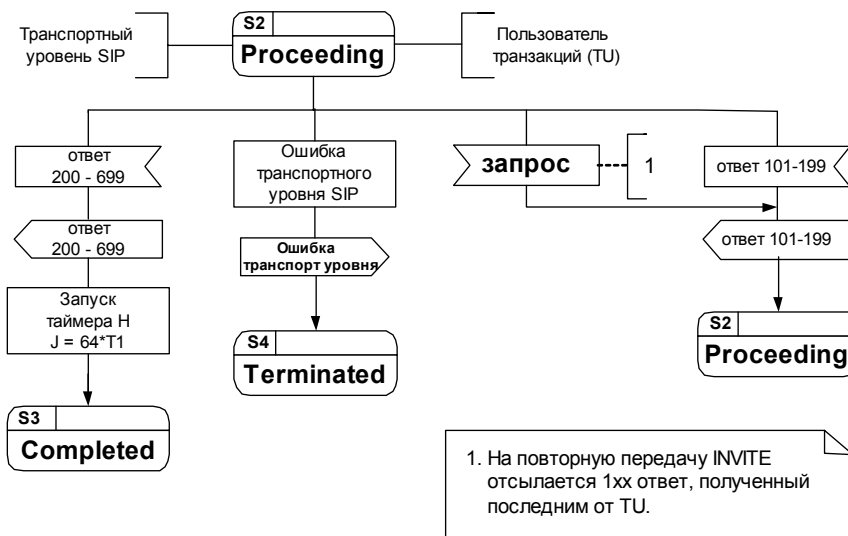 Транспортный
уровень SIP
S2
Proceeding
Пользователь
транзакций (TU)
ответ
200 - 699
Ошибка
транспортного
уровня SIP
запрос
1
ответ 101-199
ответ
200 - 699
Ошибка
транспорт уровня
ответ 101-199
Запуск
таймера H
J = 64*T1
S4
Terminated
S2
Proceeding
S3
Completed
1. На повторную передачу INVITE
отсылается 1xx ответ, полученный
последним от TU.